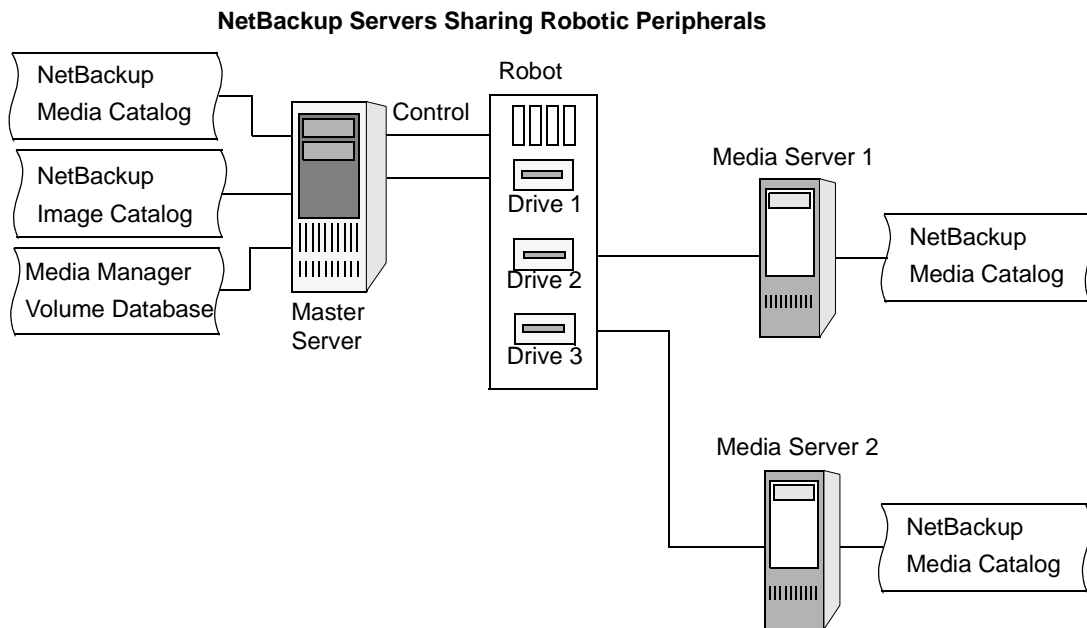 NetBackup Servers Sharing Robotic Peripherals
NetBackup
Media Catalog
NetBackup
Image Catalog
Media Manager
Volume Database
Master
Server
Control
Robot
Drive 1
Drive 2
Drive 3
Media Server 1
NetBackup
Media Catalog
Media Server 2
NetBackup
Media Catalog